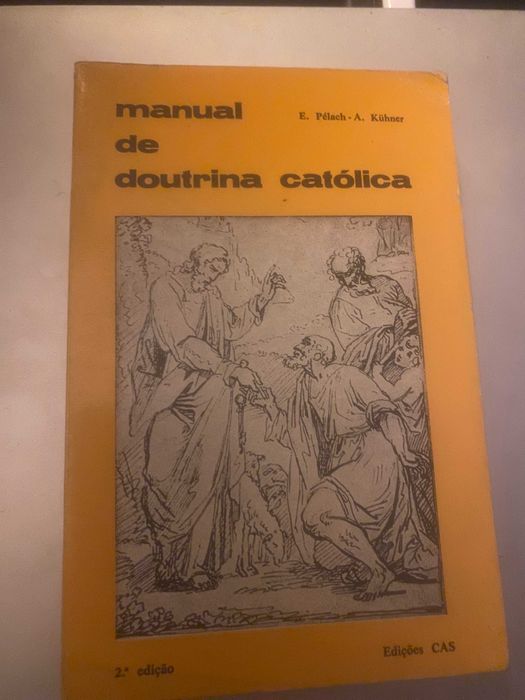 manual
de
doutrina católica
E. Pélach - A. Kühner
2.ª edição
Edições CAS